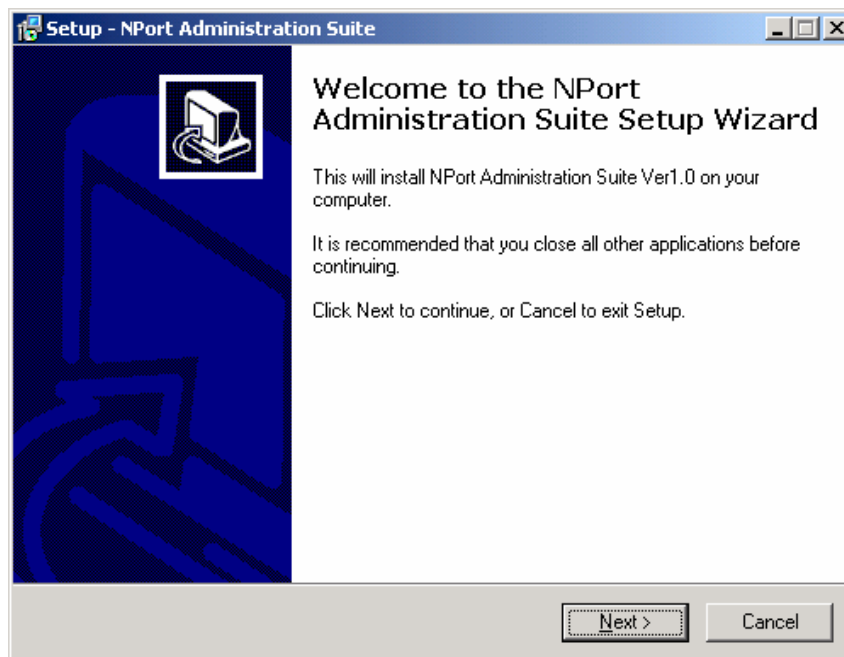 Setup - NPort Administration Suite
Welcome to the NPort
Administration Suite Setup Wizard
This will install NPort Administration Suite Ver1.0 on your
computer.
It is recommended that you close all other applications before
continuing.
Click Next to continue, or Cancel to exit Setup.
Next >
Cancel